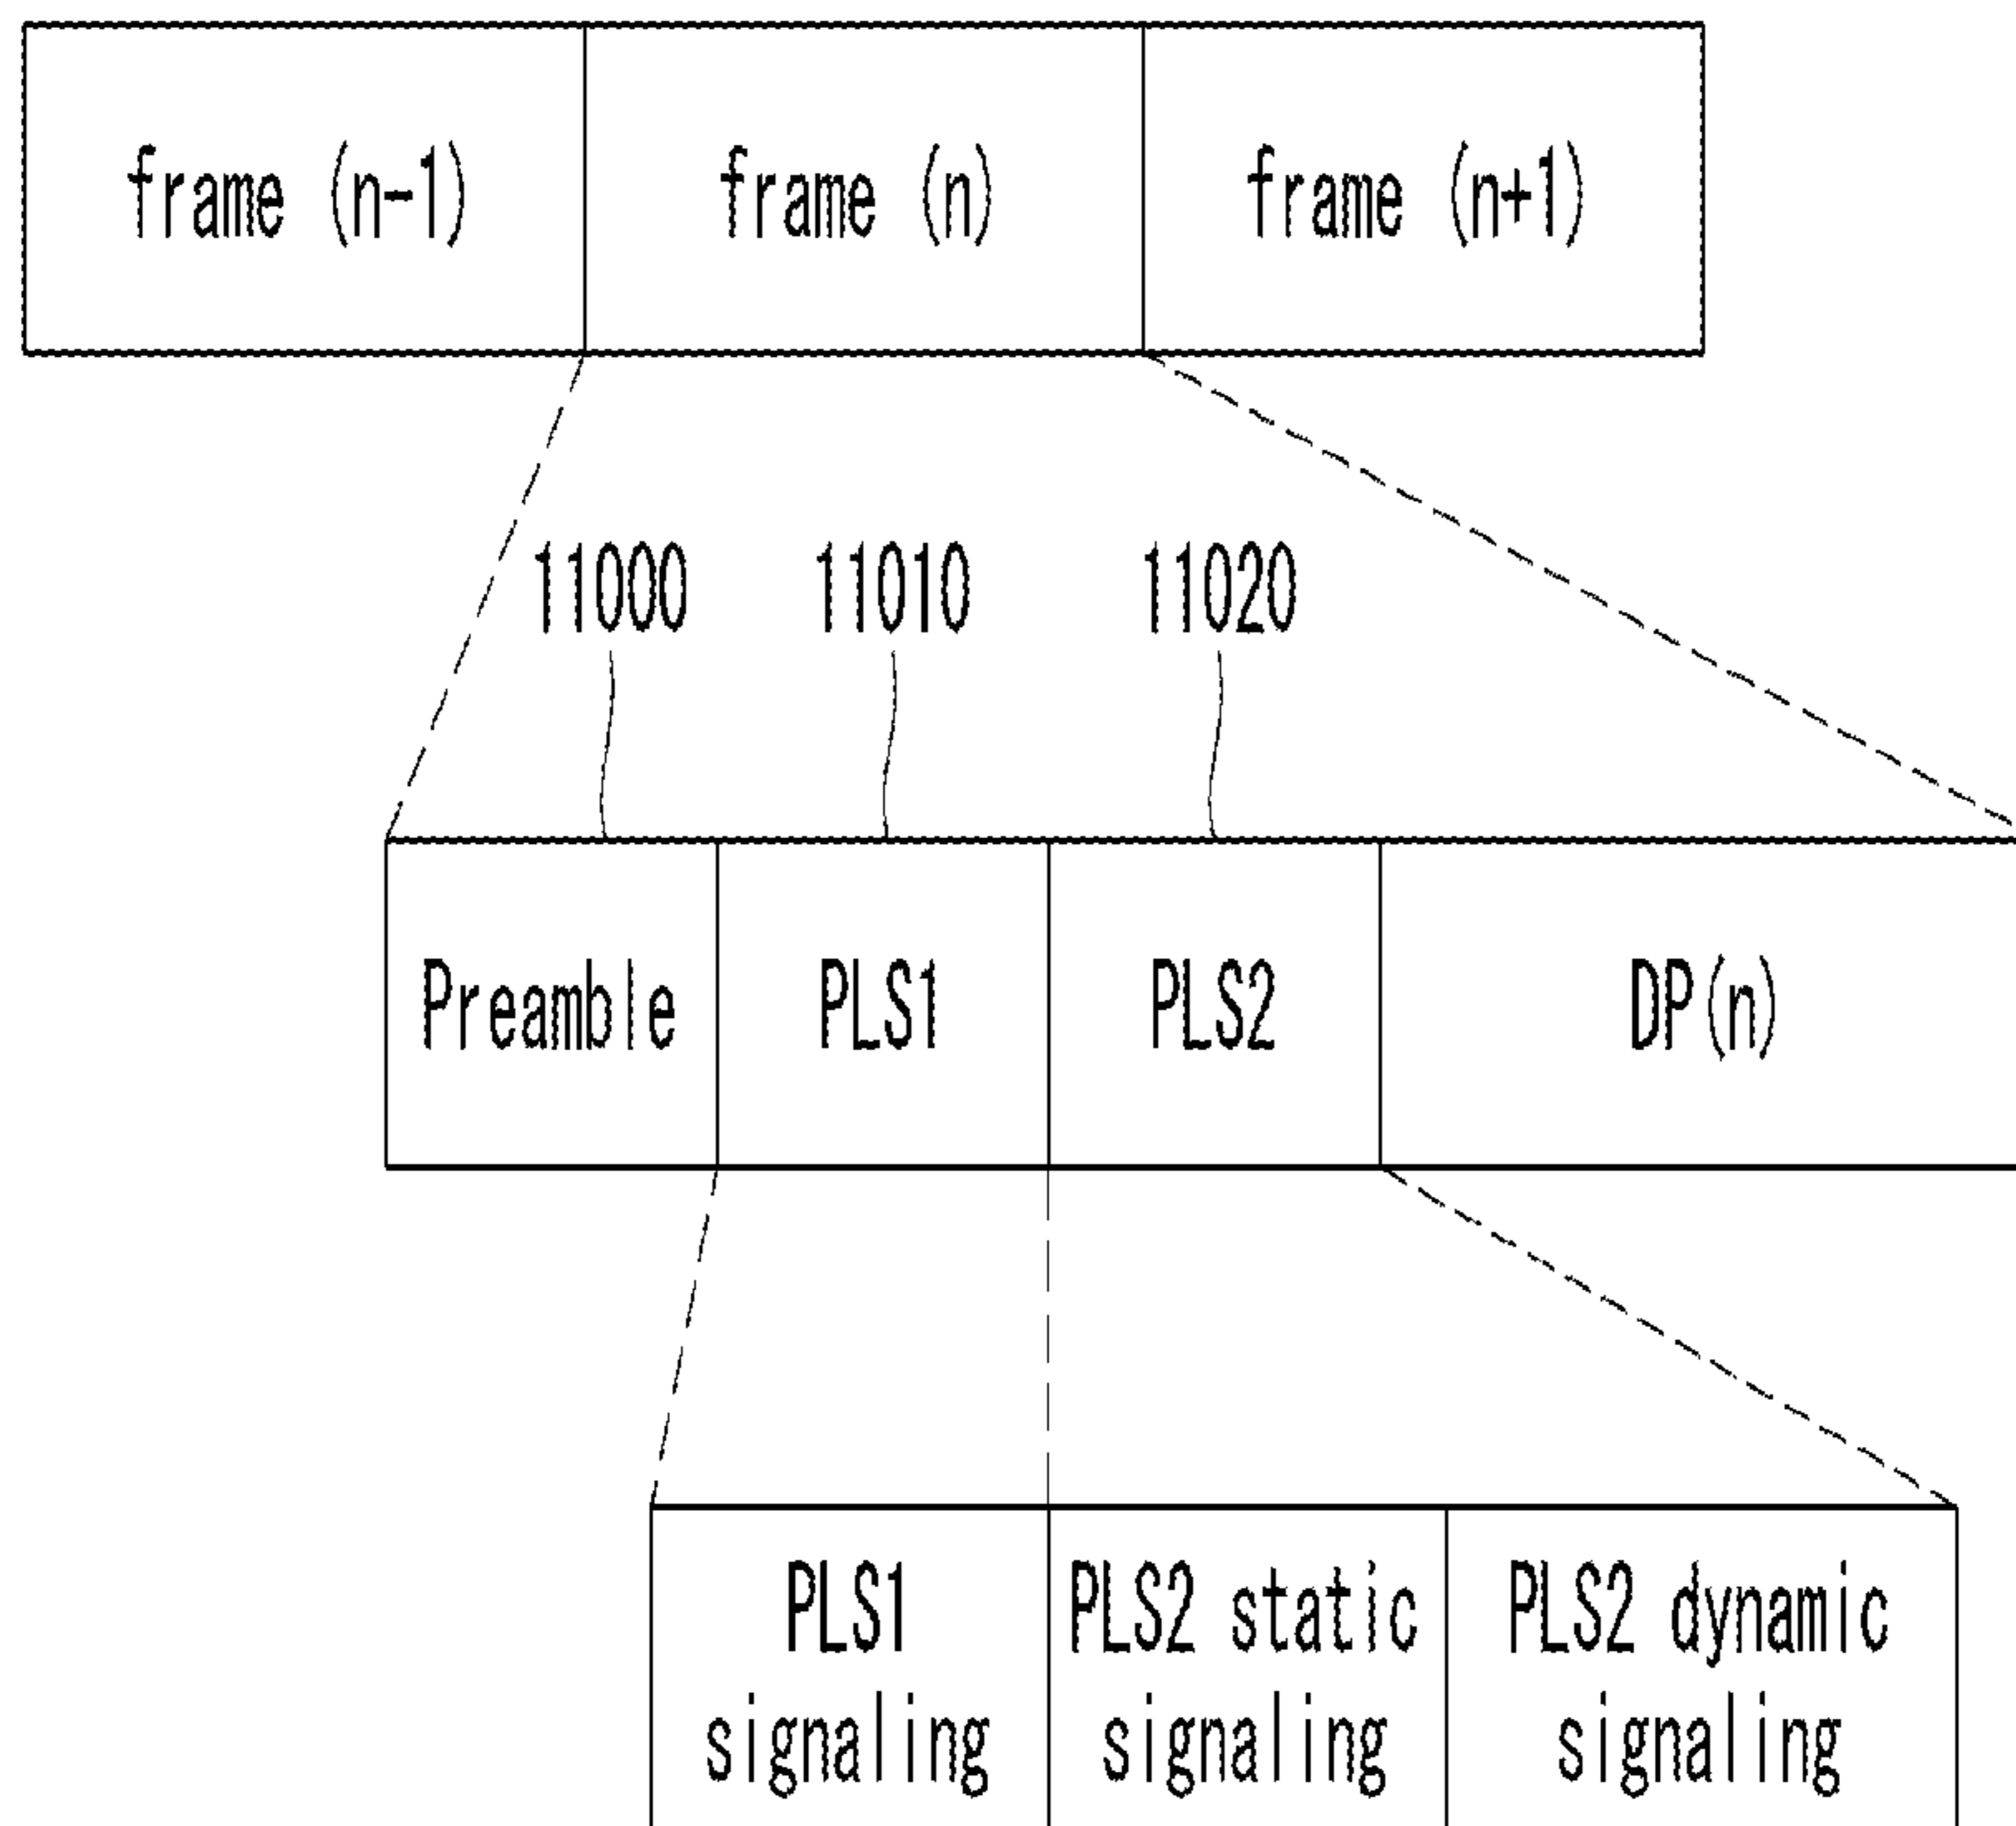 frame (n-1) frame (n) frame (n+1)
11000 11010 11020
Preamble PLS1 PLS2 DP(n)
PLS1 signaling
PLS2 static signaling
PLS2 dynamic signaling